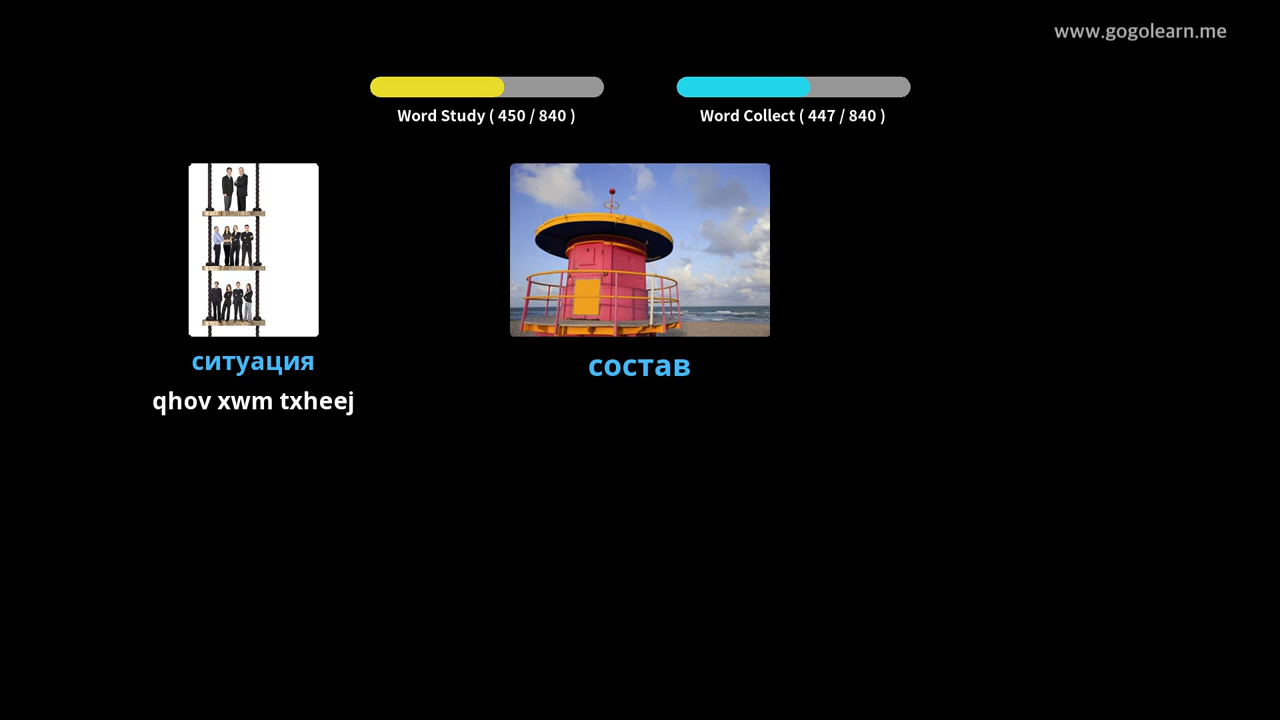 www.gogolearn.me
Word Study ( 450 / 840 )
Word Collect ( 447 / 840 )
ситуация
qhov xwm txheej
состав